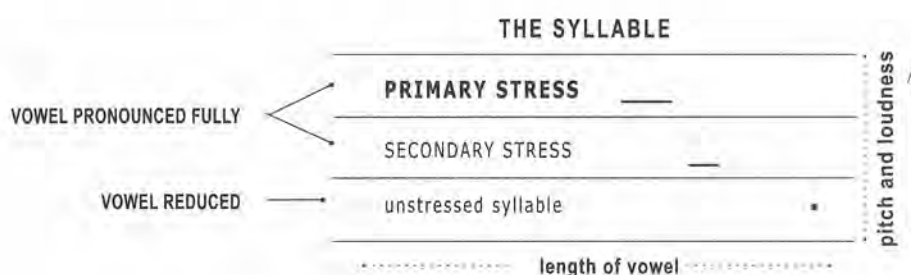 THE SYLLABLE
PRIMARY STRESS
VOWEL PRONOUNCED FULLY
SECONDARY STRESS
VOWEL REDUCED
unstressed syllable
length of vowel
pitch and loudness